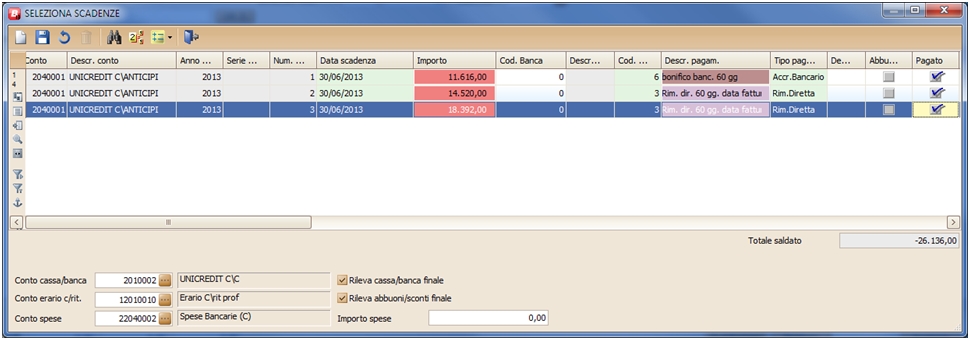 SELEZIONA SCADENZE
Conto Descr. conto Anno ... Serie ... Num. ... Data scadenza Importo Cod. Banca Descr... Cod. ... Descr. pagam. Tipo pag... De... Abbu... Pagato
2040001 UNICREDIT C\ANTICIPI 2013 1 30/06/2013 11.616,00 0 6 bonifico banc. 60 gg Accr.Bancario
2040001 UNICREDIT C\ANTICIPI 2013 2 30/06/2013 14.520,00 0 3 Rim. dir. 60 gg. data fattu Rim.Diretta
2040001 UNICREDIT C\ANTICIPI 2013 3 30/06/2013 18.392,00 0 3 Rim. dir. 60 gg. data fattu Rim.Diretta
Totale saldato -26.136,00
Conto cassa/banca 2010002 UNICREDIT C\C Rileva cassa/banca finale
Conto erario c/rit. 12010010 Erario C\rit prof Rileva abbuoni/sconti finale
Conto spese 22040002 Spese Bancarie (C) Importo spese 0,00